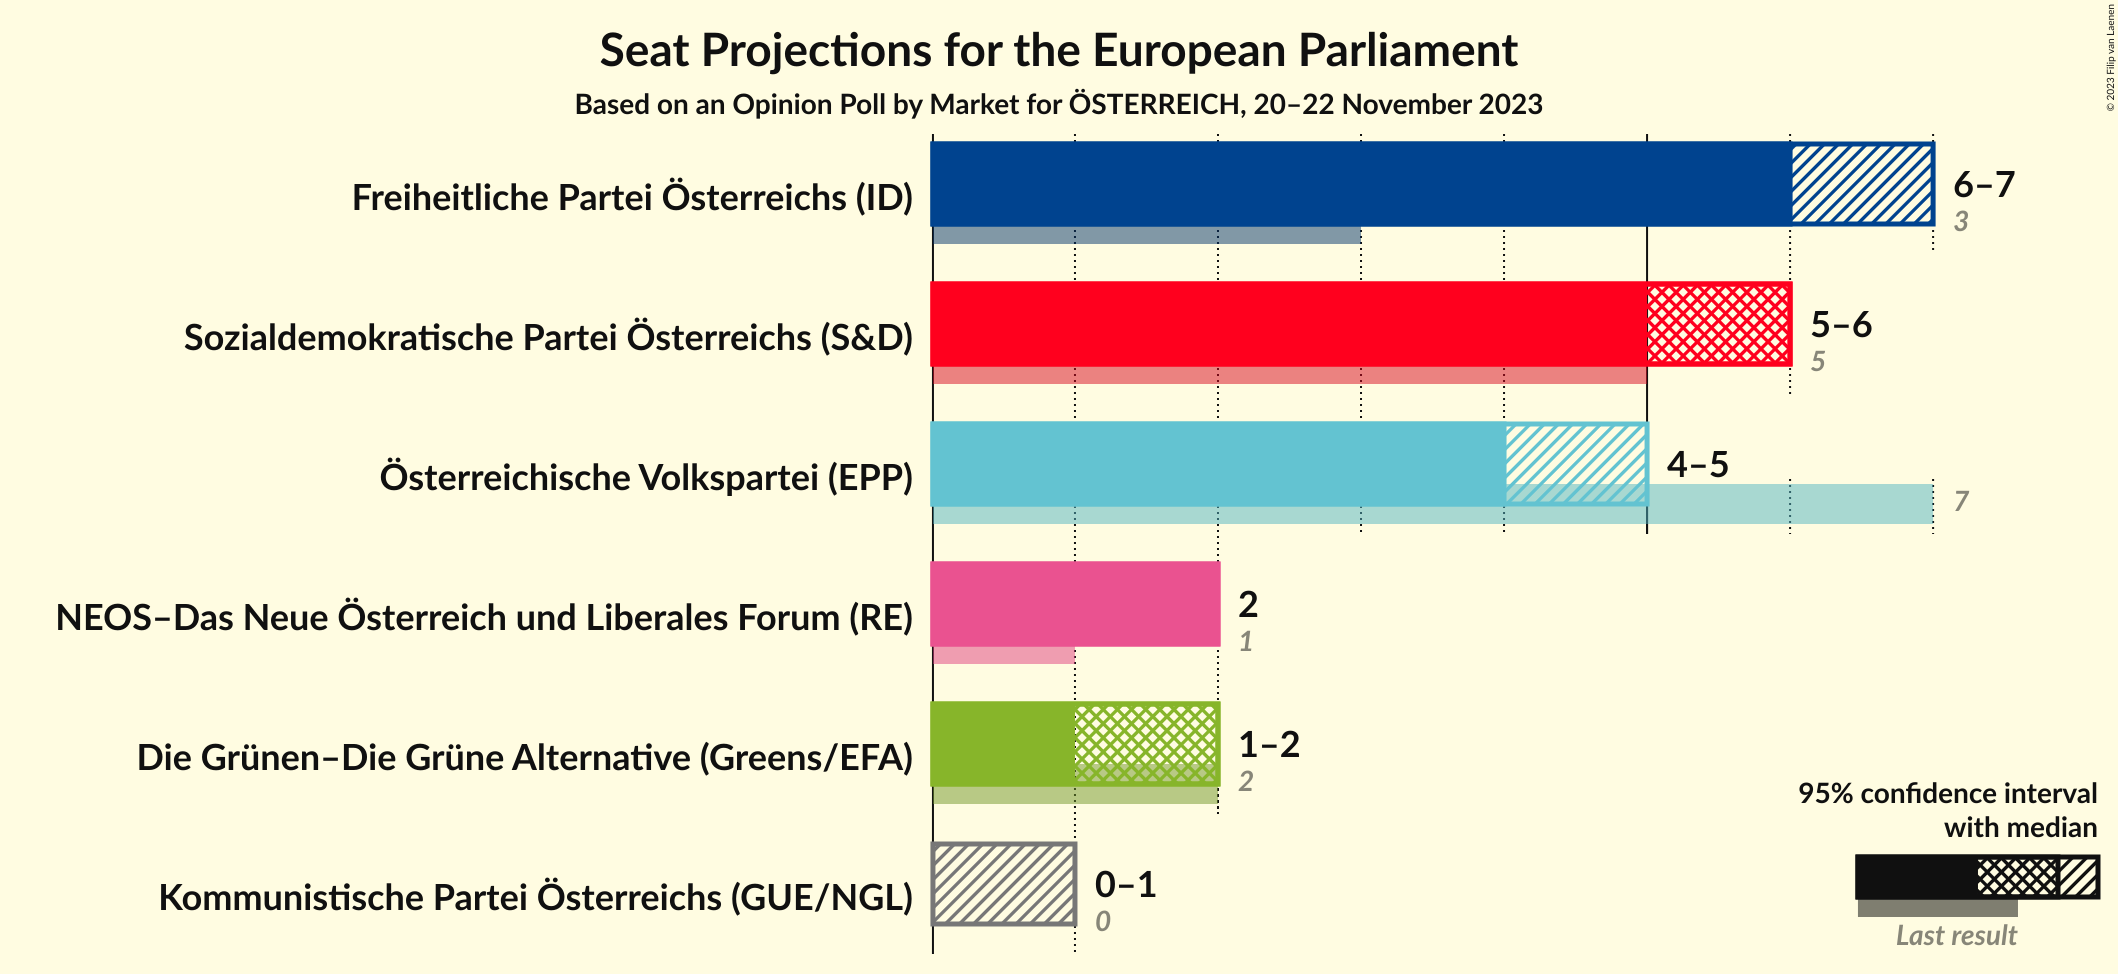 Seat Projections for the European Parliament
Based on an Opinion Poll by Market for ÖSTERREICH, 20–22 November 2023
© 2023 Filip van Laenen
Freiheitliche Partei Österreichs (ID)
6–7
3
Sozialdemokratische Partei Österreichs (S&D)
5–6
5
Österreichische Volkspartei (EPP)
4–5
7
NEOS–Das Neue Österreich und Liberales Forum (RE)
2
1
Die Grünen–Die Grüne Alternative (Greens/EFA)
1–2
2
Kommunistische Partei Österreichs (GUE/NGL)
0–1
0
95% confidence interval
with median
Last result